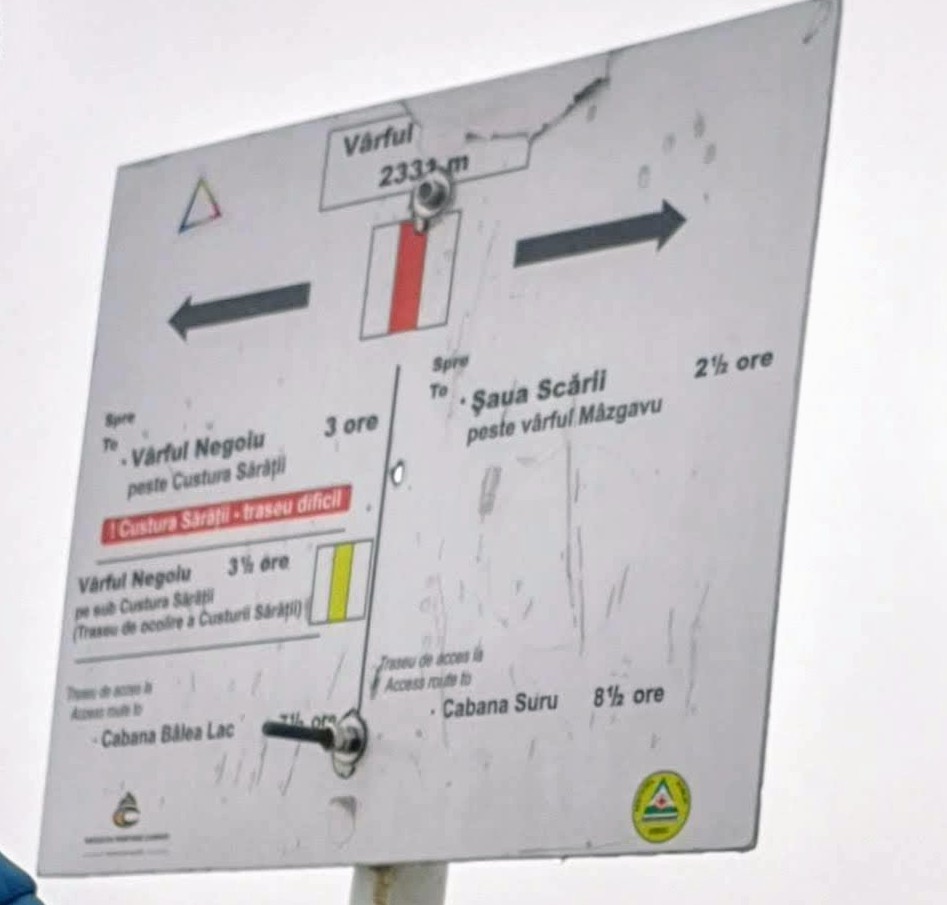 Vârful
m
Spre
To
· Vârful Negoiu 3 ore
peste Custura Sărății
! Custura Sărății - traseu dificil
Vârful Negoiu 3½ ore
pe sub Custura Sărății
(Traseu de ocolire a Custurii Sărății)
Traseu de acces la
Access route to
- Cabana Bâlea Lac ore
Spre
To
· Șaua Scării 2½ ore
peste vârful Mâzgavu
Traseu de acces la
Access route to
· Cabana Suru 8½ ore